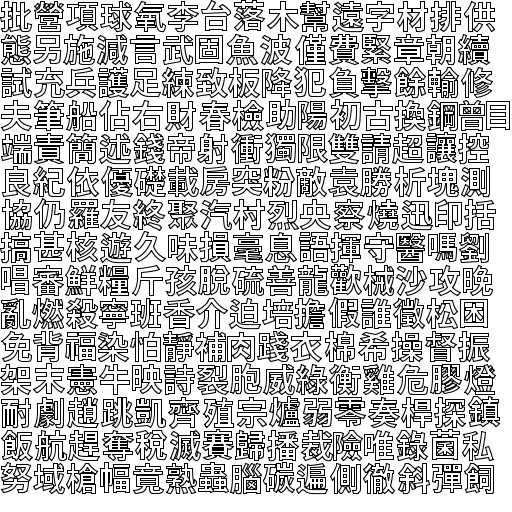 批營項球氧李台落木幫遠字材排供
態另施減言武固魚波僅費緊章朝續
試充兵護足練致板降犯負擊餘輸修
夫筆船佔右財春檢助陽初古換鋼曾目
端責簡述錢帝射衝獨限雙請超讓控
良紀依優礎載房突粉敵袁勝析塊測
協仍羅友終聚汽村烈央察燒迅印括
搞甚核遊久味損毫息語揮守醫嗎劉
唱審鮮糧斤孩脫硫善龍歡械沙攻晚
亂燃殺寧班香介迫培擔假誰徵松困
免背福染怕靜補肉踐衣棉希操督振
架末憲牛映詩裂胞威綠衡雞危膠燈
耐劇趙跳凱齊殖宗爐弱零奏桿探鎮
飯航趕奪稅滅賽歸播裁險唯錄菌私
努域槍幅竟熟蟲腦碳遍側徹斜彈飼